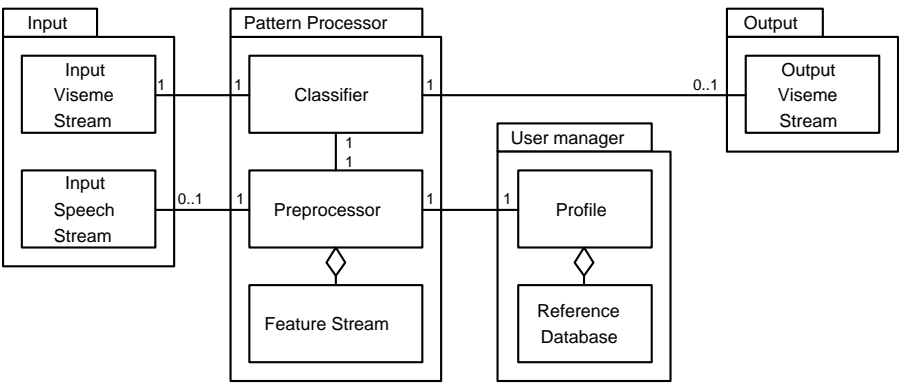 Input
Pattern Processor
Output
Input
Viseme
Stream
1
1
Classifier
1
0..1
Output
Viseme
Stream
1
1
User manager
Input
Speech
Stream
0..1
1
Preprocessor
1
1
Profile
Feature Stream
Reference
Database